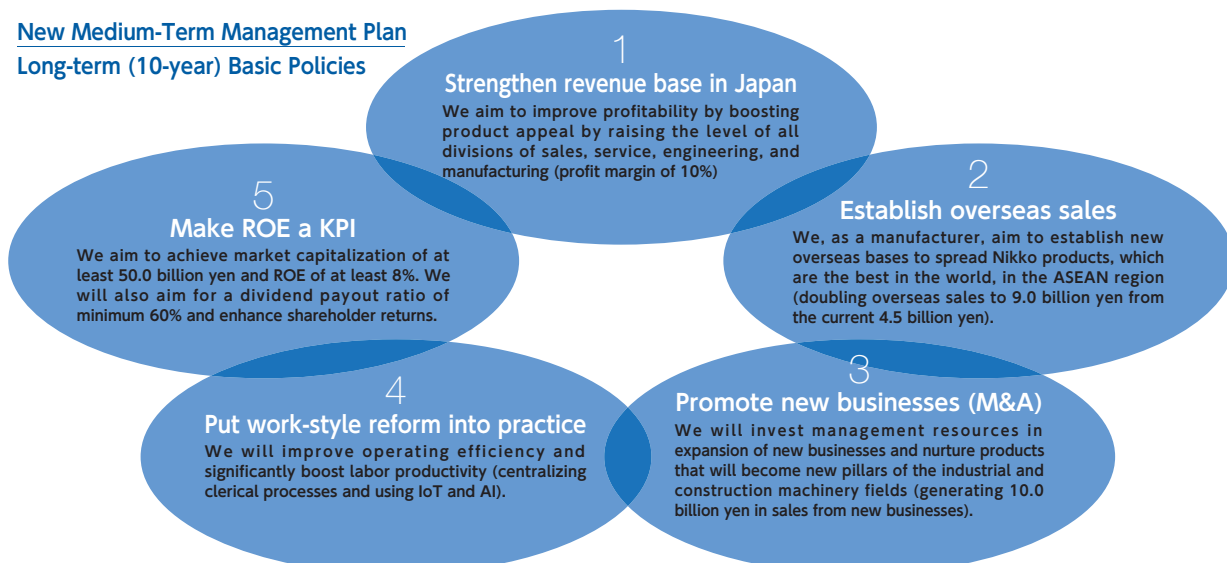 New Medium-Term Management Plan
Long-term (10-year) Basic Policies
1
Strengthen revenue base in Japan
We aim to improve profitability by boosting
product appeal by raising the level of all
divisions of sales, service, engineering, and
manufacturing (profit margin of 10%)
2
Establish overseas sales
We, as a manufacturer, aim to establish new
overseas bases to spread Nikko products, which
are the best in the world, in the ASEAN region
(doubling overseas sales to 9.0 billion yen from
the current 4.5 billion yen).
3
Promote new businesses (M&A)
We will invest management resources in
expansion of new businesses and nurture products
that will become new pillars of the industrial and
construction machinery fields (generating 10.0
billion yen in sales from new businesses).
4
Put work-style reform into practice
We will improve operating efficiency and
significantly boost labor productivity (centralizing
clerical processes and using IoT and AI).
5
Make ROE a KPI
We aim to achieve market capitalization of at
least 50.0 billion yen and ROE of at least 8%. We
will also aim for a dividend payout ratio of
minimum 60% and enhance shareholder returns.